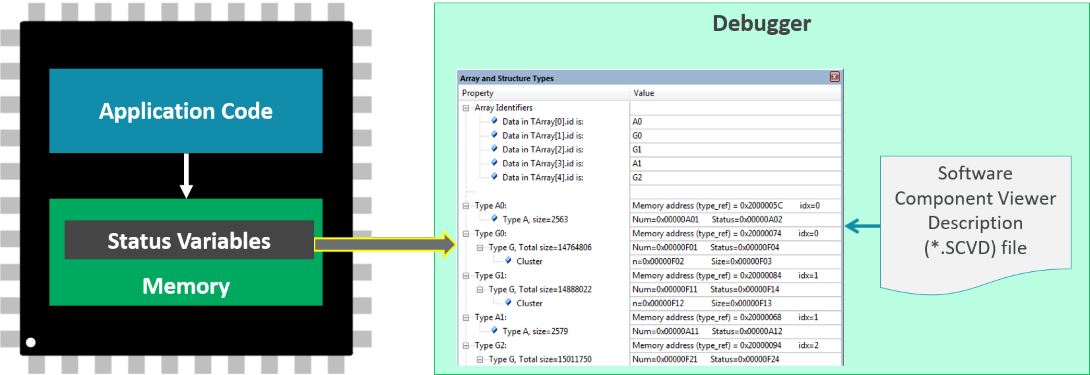 Debugger
Application Code
Status Variables
Memory
Array and Structure Types
Property Value
Array Identifiers
Data in TArray[0].id is: A0
Data in TArray[1].id is: G0
Data in TArray[2].id is: G1
Data in TArray[3].id is: A1
Data in TArray[4].id is: G2
Type A0: Memory address (type_ref) = 0x2000005C idx=0
Type A, size=2563 Num=0x00000A01 Status=0x00000A02
Type G0: Memory address (type_ref) = 0x20000074 idx=0
Type G, Total size=14764806 Num=0x00000F01 Status=0x00000F04
Cluster n=0x00000F02 Size=0x00000F03
Type G1: Memory address (type_ref) = 0x20000084 idx=1
Type G, Total size=14888022 Num=0x00000F11 Status=0x00000F14
Cluster n=0x00000F12 Size=0x00000F13
Type A1: Memory address (type_ref) = 0x20000068 idx=1
Type A, size=2579 Num=0x00000A11 Status=0x00000A12
Type G2: Memory address (type_ref) = 0x20000094 idx=2
Type G, Total size=15011750 Num=0x00000F21 Status=0x00000F24
Software
Component Viewer
Description
(*.SCVD) file